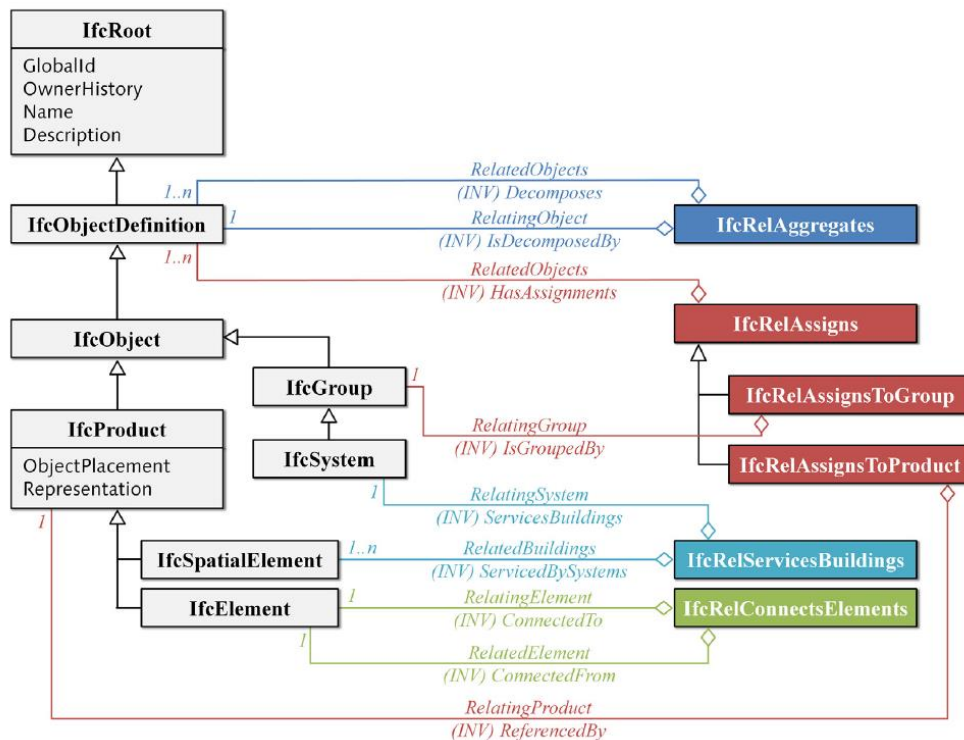 IfcRoot
GlobalId
OwnerHistory
Name
Description
RelatedObjects
1..n
(INV) Decomposes
IfcObjectDefinition
1
RelatingObject
(INV) IsDecomposedBy
IfcRelAggregates
1..n
RelatedObjects
(INV) HasAssignments
IfcObject
IfcRelAssigns
IfcGroup
1
IfcRelAssignsToGroup
RelatingGroup
(INV) IsGroupedBy
IfcProduct
ObjectPlacement
Representation
IfcSystem
IfcRelAssignsToProduct
1
1
RelatingSystem
(INV) ServicesBuildings
IfcSpatialElement
1..n
RelatedBuildings
(INV) ServicedBySystems
IfcRelServicesBuildings
IfcElement
1
RelatingElement
(INV) ConnectedTo
IfcRelConnectsElements
1
RelatedElement
(INV) ConnectedFrom
RelatingProduct
(INV) ReferencedBy